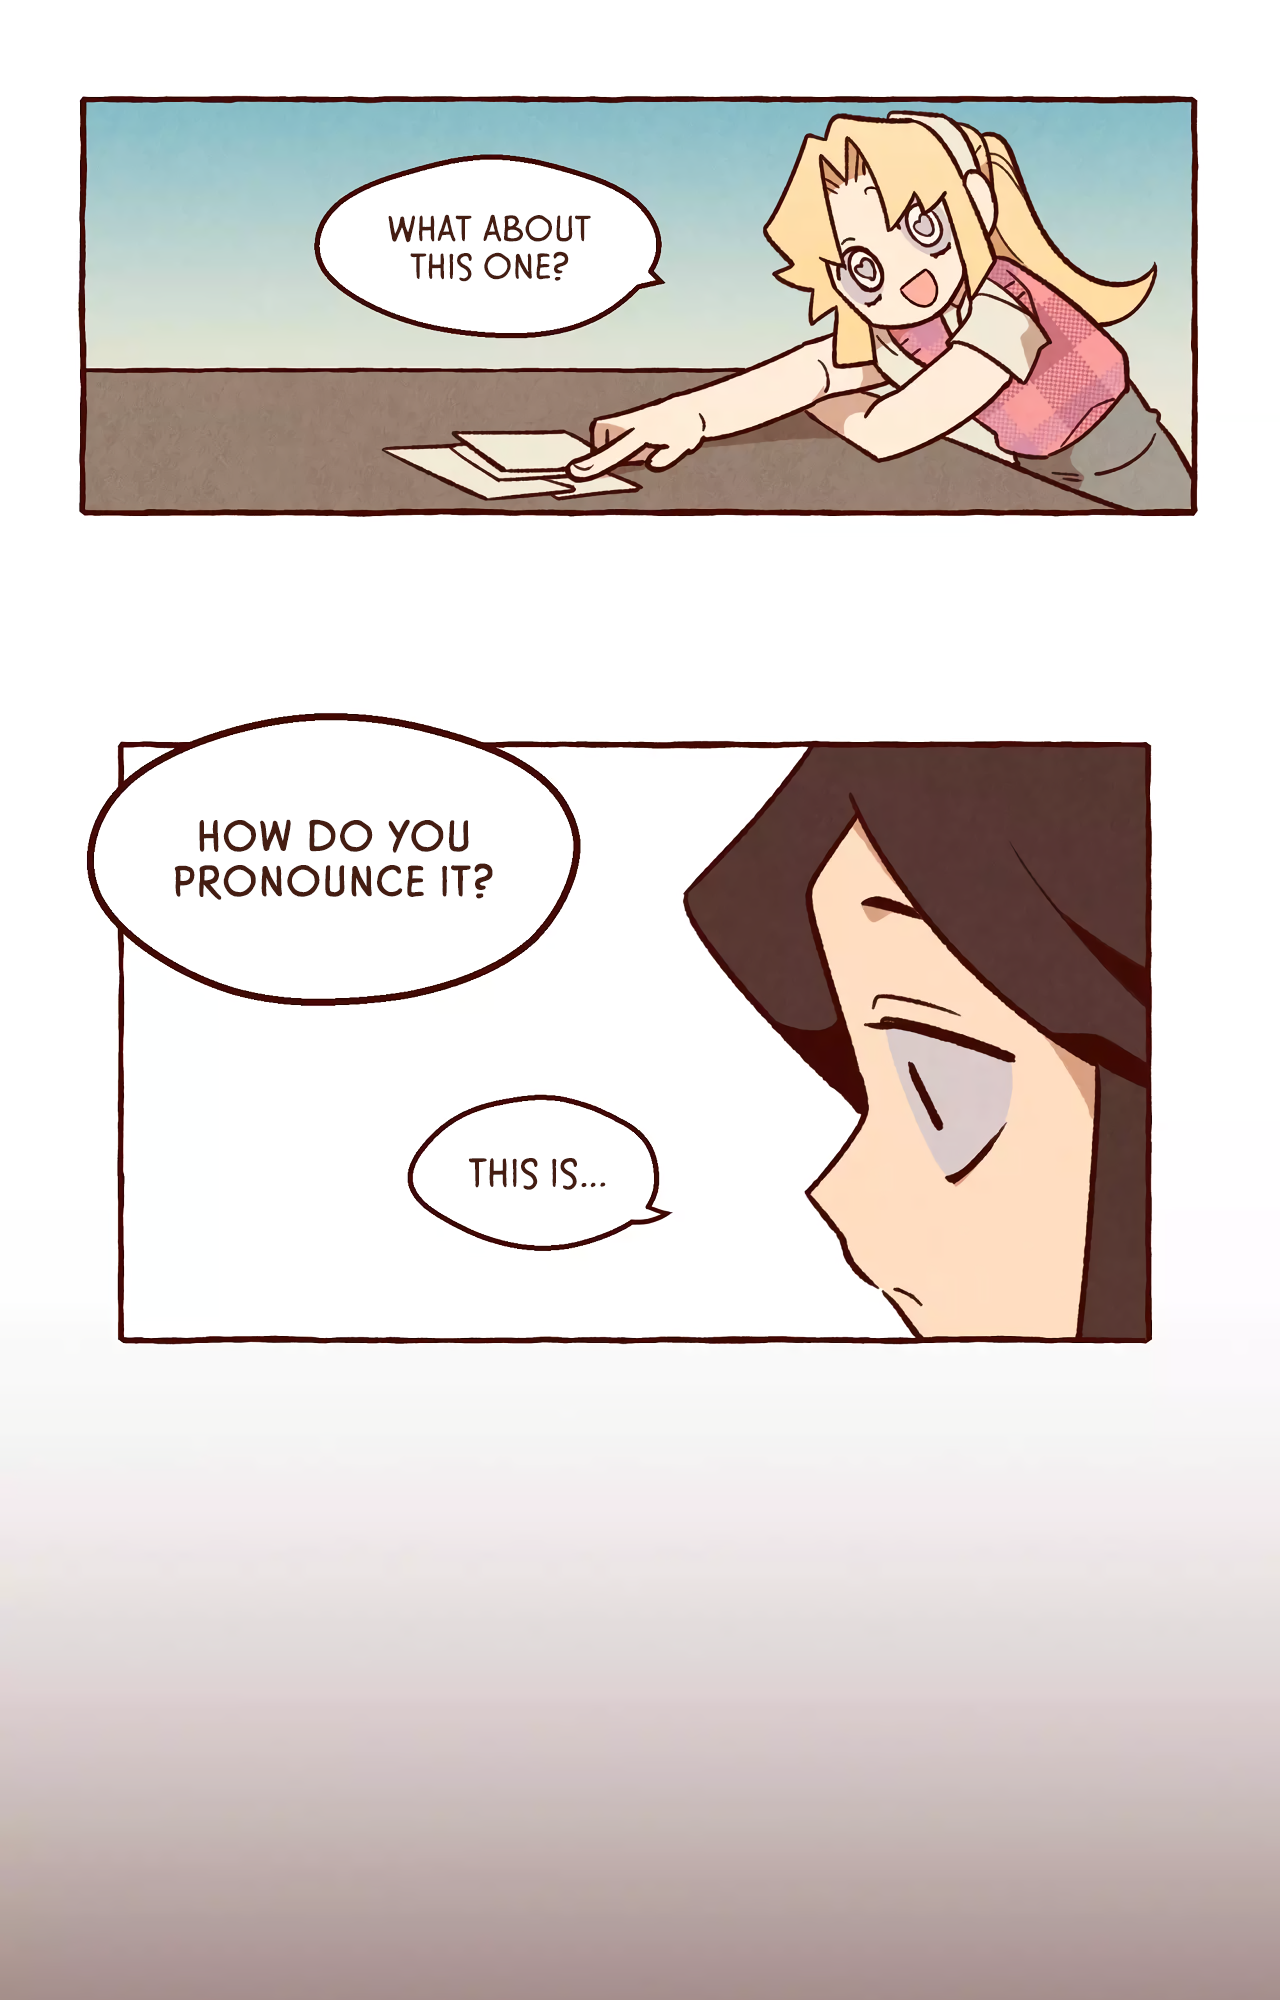 WHAT ABOUT
THIS ONE?
HOW DO YOU
PRONOUNCE IT?
THIS IS...